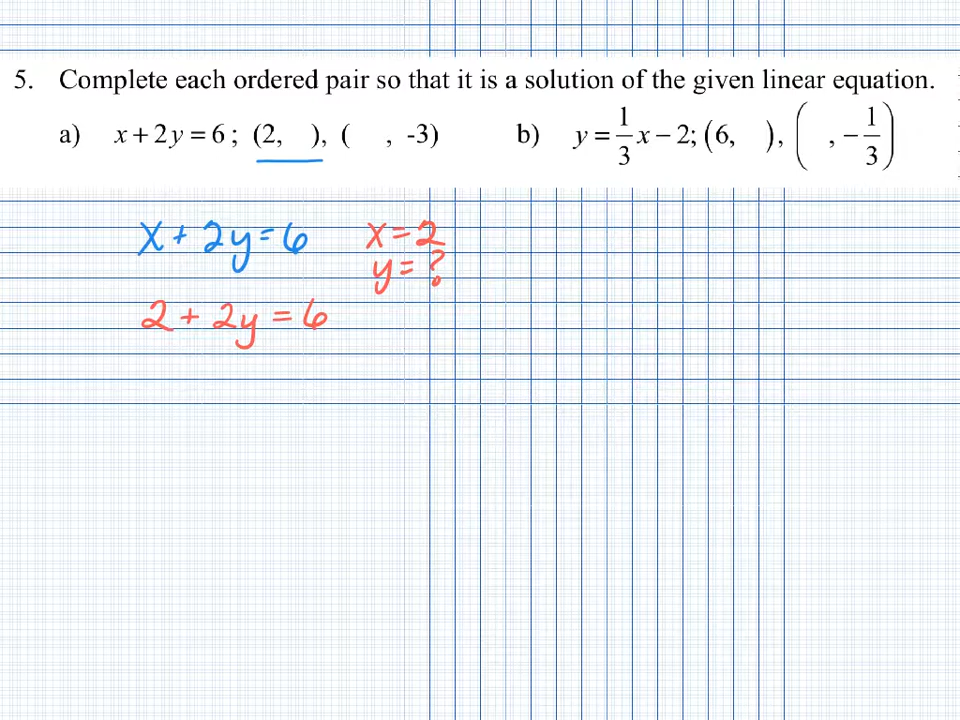 5. Complete each ordered pair so that it is a solution of the given linear equation.
a) x + 2y = 6 ; (2,   ), (   , -3) b) y = 1/3 x − 2; (6,   ), (   , − 1/3)
x + 2y = 6 x = 2
y = ?
2 + 2y = 6